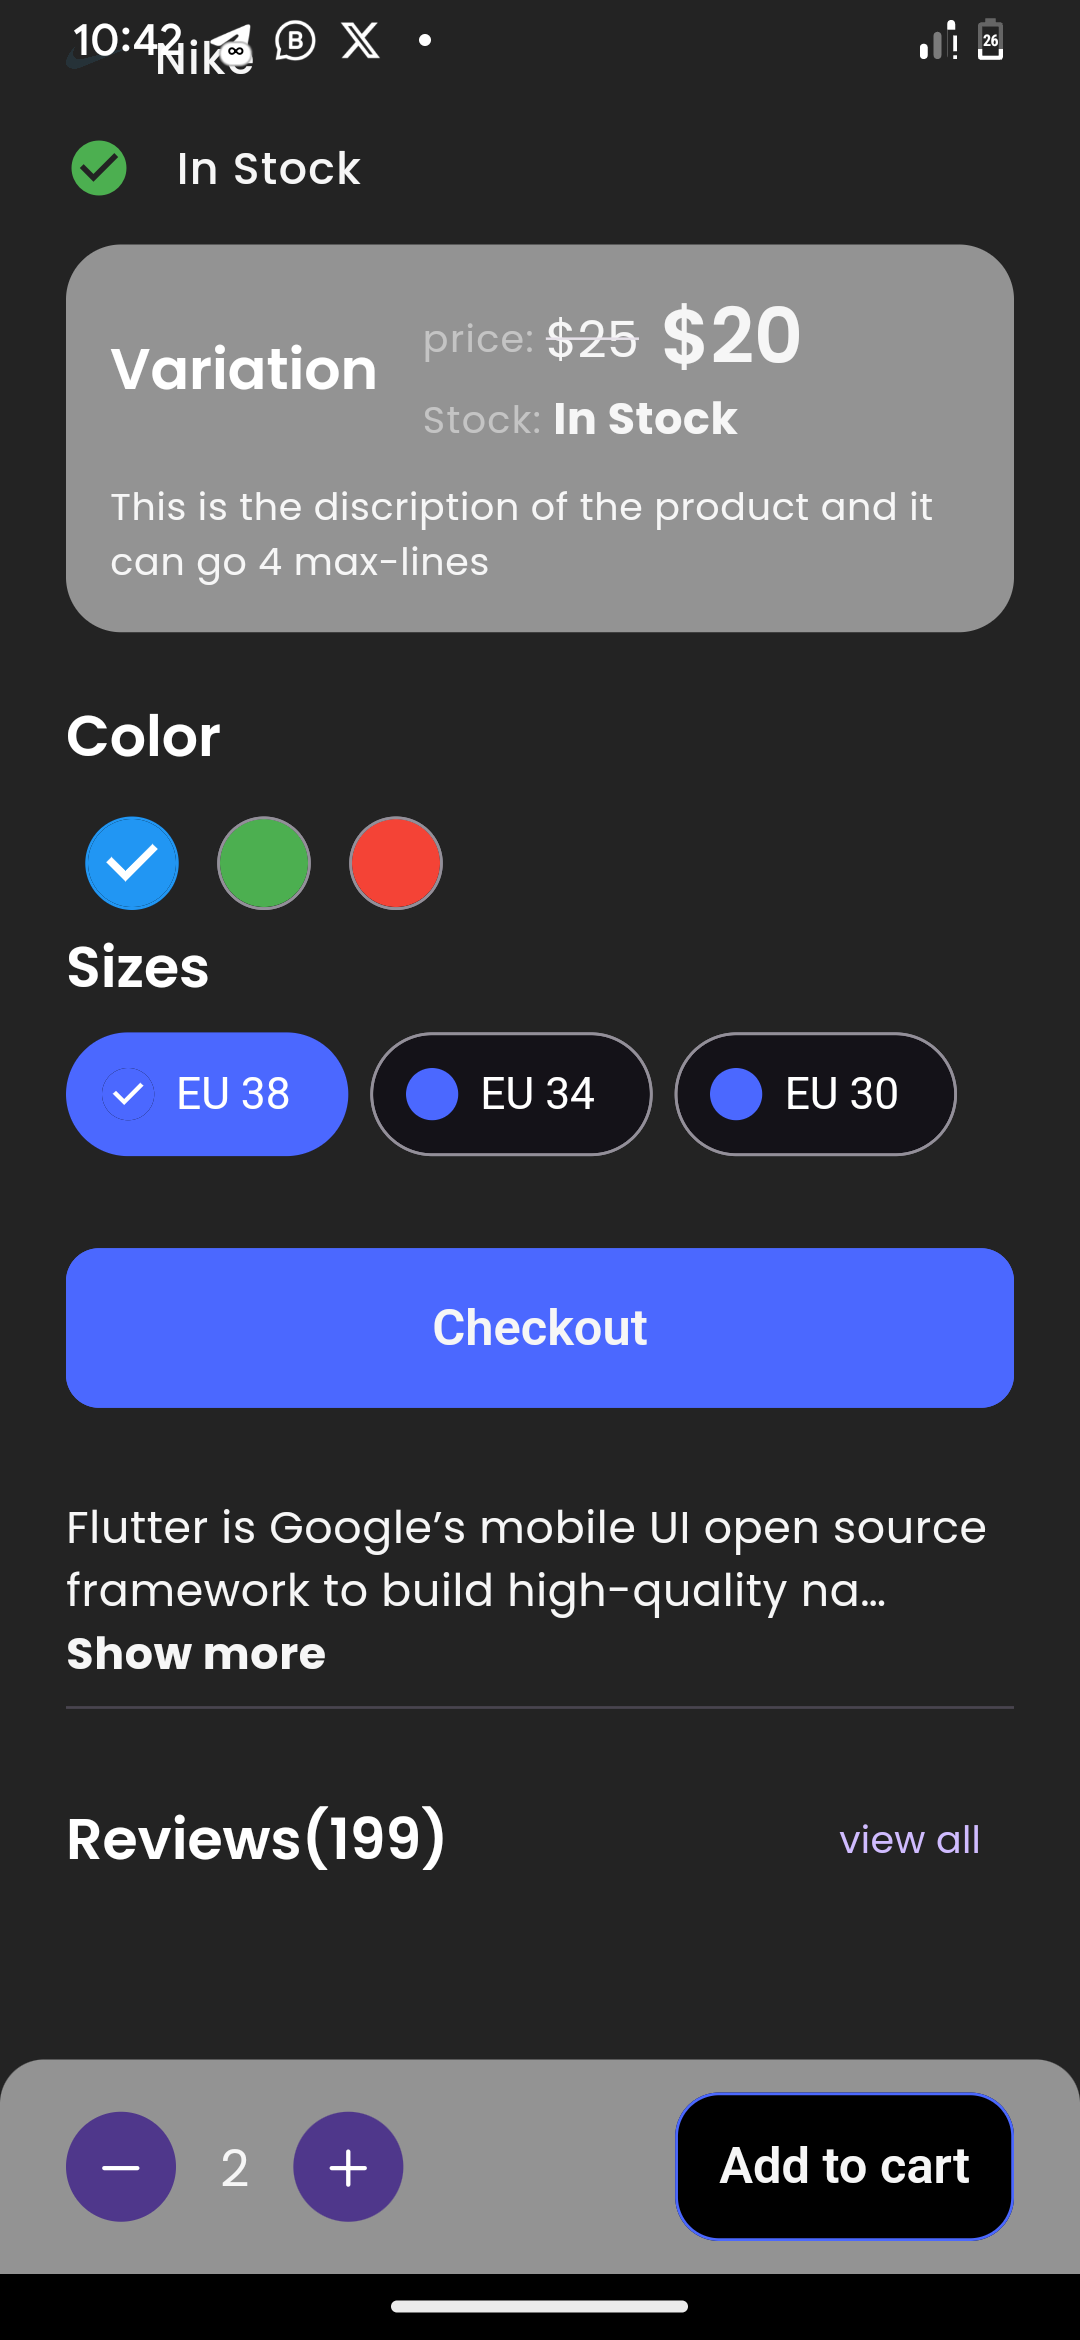 10:42
26
Nike
In Stock
Variation
price: $25 $20
Stock: In Stock
This is the discription of the product and it
can go 4 max-lines
Color
Sizes
EU 38
EU 34
EU 30
Checkout
Flutter is Google’s mobile UI open source
framework to build high-quality na...
Show more
Reviews(199)
view all
2
Add to cart